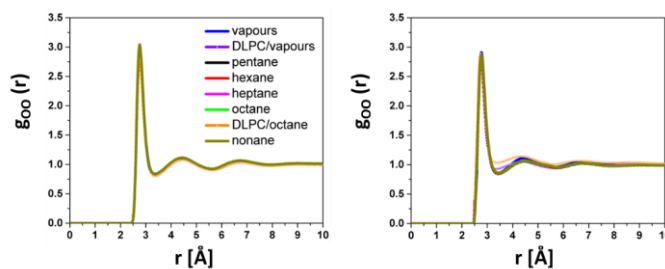 3.5
3.0
2.5
2.0
1.5
1.0
0.5
0.0
g_OO (r)
vapours
DLPC/vapours
pentane
hexane
heptane
octane
DLPC/octane
nonane
0 1 2 3 4 5 6 7 8 9 10
r [Å]
3.5
3.0
2.5
2.0
1.5
1.0
0.5
0.0
g_OO (r)
0 1 2 3 4 5 6 7 8 9 10
r [Å]